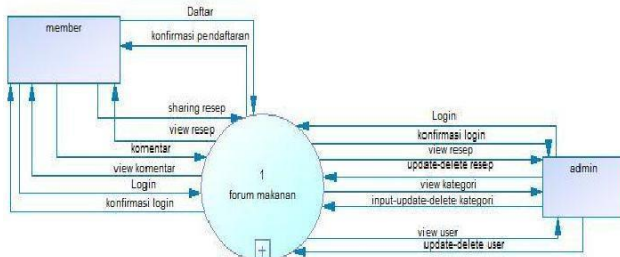 Daftar
member
konfirmasi pendaftaran
sharing resep
view resep
komentar
view komentar
Login
konfirmasi login
1
forum makanan
Login
konfirmasi login
view resep
update-delete resep
view kategori
input-update-delete kategori
view user
update-delete user
admin